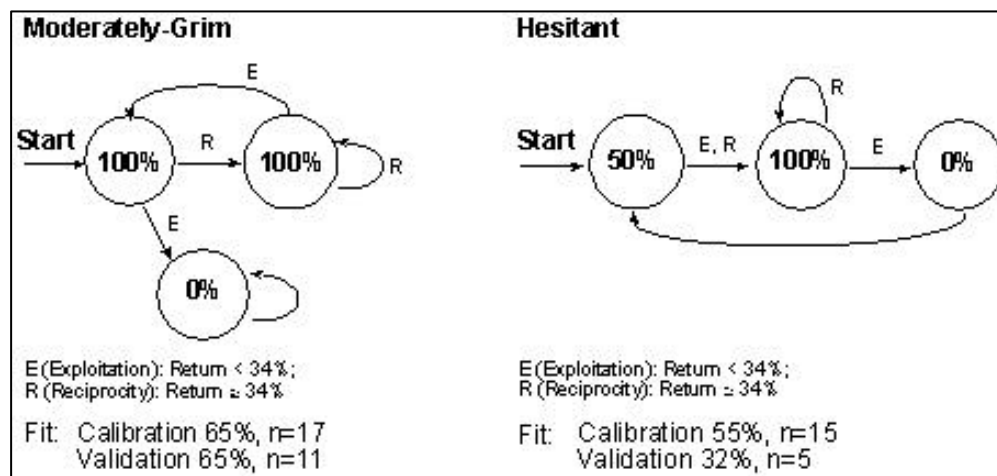 Moderately-Grim
E
Start
100%
R
100%
R
E
0%
E (Exploitation): Return < 34%;
R (Reciprocity): Return ≥ 34%
Fit: Calibration 65%, n=17
Validation 65%, n=11
Hesitant
R
Start
50%
E, R
100%
E
0%
E (Exploitation): Return < 34%;
R (Reciprocity): Return ≥ 34%
Fit: Calibration 55%, n=15
Validation 32%, n=5